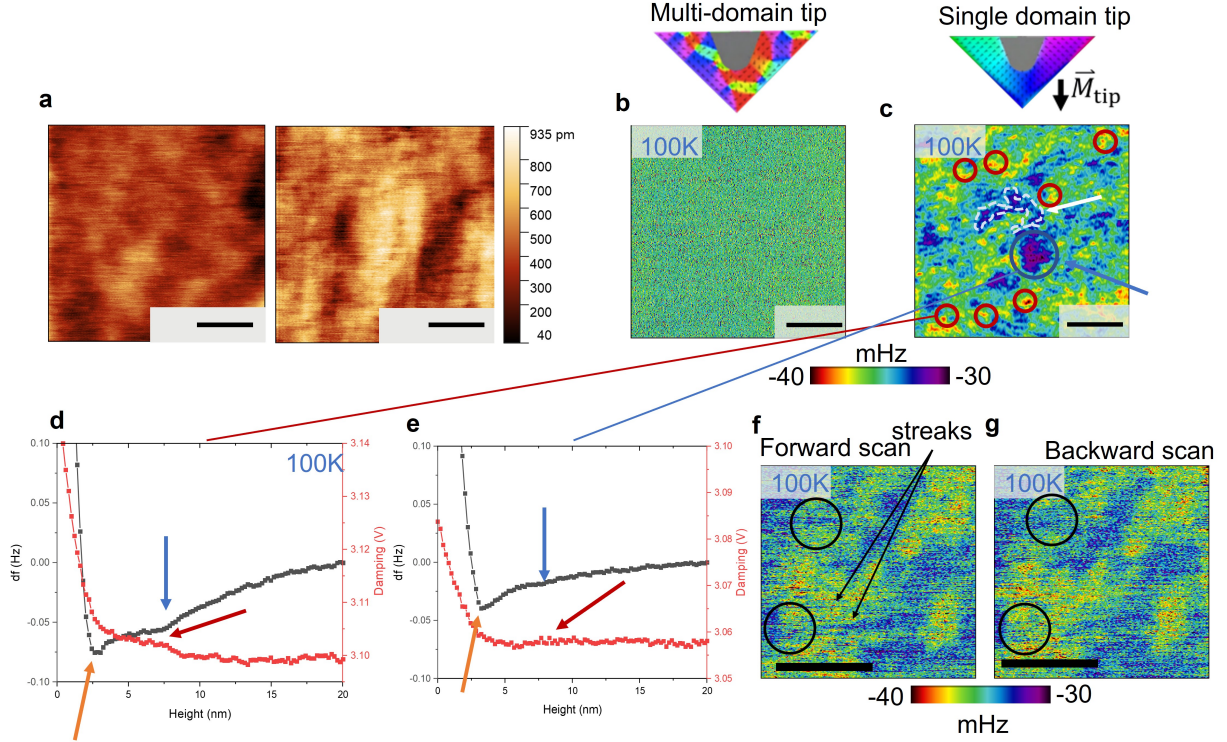 Multi-domain tip
Single domain tip
M⃗tip
a
b
c
935 pm
800
700
600
500
400
300
200
40
100K
100K
mHz
-40
-30
d
e
f
g
streaks
Forward scan
Backward scan
100K
100K
100K
0.10
0.05
0.00
-0.05
-0.10
df (Hz)
3.14
3.13
3.12
3.11
3.10
Damping (V)
0
5
10
15
20
Height (nm)
0.10
0.05
0.00
-0.05
-0.10
df (Hz)
3.10
3.09
3.08
3.07
3.06
3.05
Damping (V)
0
5
10
15
20
Height (nm)
-40
-30
mHz